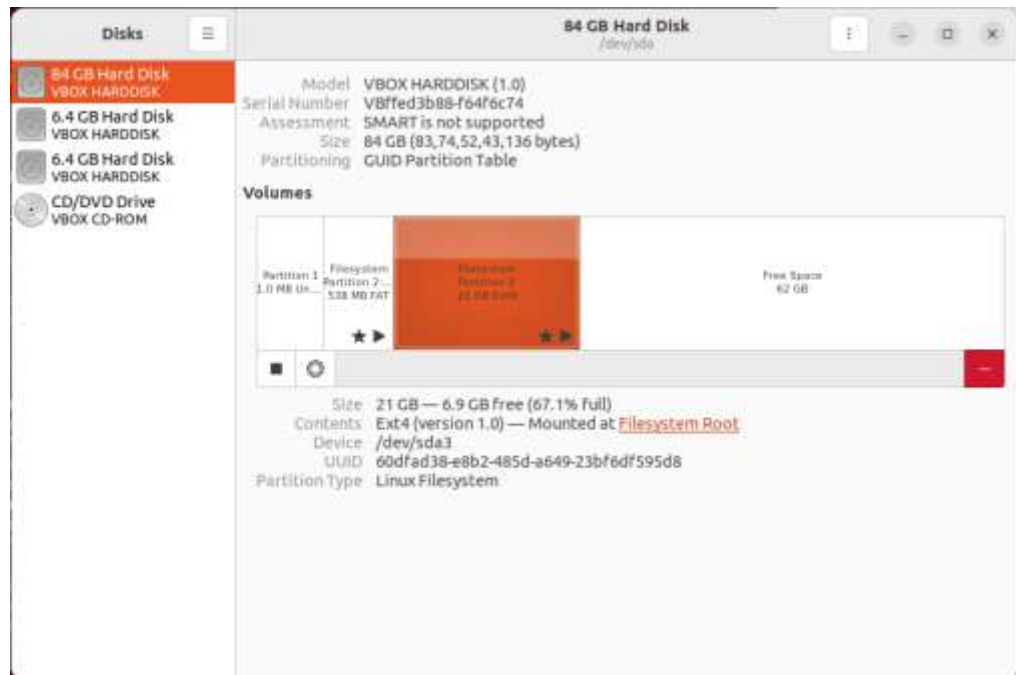 Disks
84 GB Hard Disk
/dev/sda
84 GB Hard Disk
VBOX HARDDISK
6.4 GB Hard Disk
VBOX HARDDISK
6.4 GB Hard Disk
VBOX HARDDISK
CD/DVD Drive
VBOX CD-ROM
Model VBOX HARDDISK (1.0)
Serial Number VBffed3b88-f64f6c74
Assessment SMART is not supported
Size 84 GB (83,74,52,43,136 bytes)
Partitioning GUID Partition Table
Volumes
Partition 1
1.0 MB Un...
Filesystem
Partition 2:...
538 MB FAT
Filesystem
Partition 3
Free Space
62 GB
Size 21 GB — 6.9 GB free (67.1% full)
Contents Ext4 (version 1.0) — Mounted at Filesystem Root
Device /dev/sda3
UUID 60dfad38-e8b2-485d-a649-23bf6df595d8
Partition Type Linux Filesystem